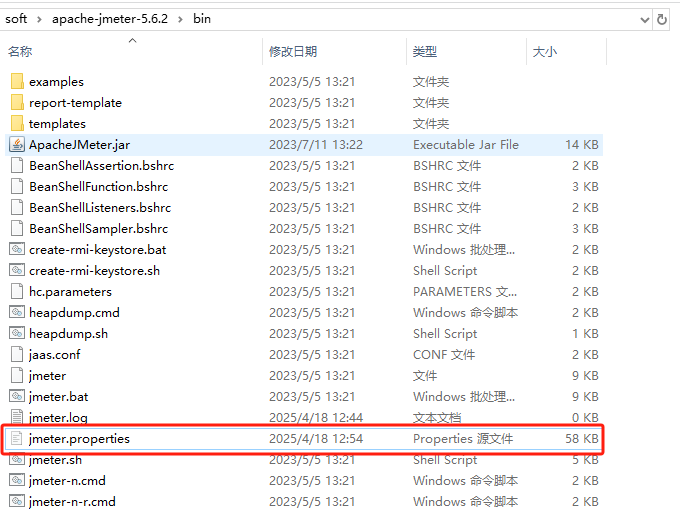 soft > apache-jmeter-5.6.2 > bin
名称 修改日期 类型 大小
examples 2023/5/5 13:21 文件夹
report-template 2023/5/5 13:21 文件夹
templates 2023/5/5 13:21 文件夹
ApacheJMeter.jar 2023/7/11 13:22 Executable Jar File 14 KB
BeanShellAssertion.bshrc 2023/5/5 13:21 BSHRC 文件 2 KB
BeanShellFunction.bshrc 2023/5/5 13:21 BSHRC 文件 3 KB
BeanShellListeners.bshrc 2023/5/5 13:21 BSHRC 文件 2 KB
BeanShellSampler.bshrc 2023/5/5 13:21 BSHRC 文件 3 KB
create-rmi-keystore.bat 2023/5/5 13:21 Windows 批处理... 2 KB
create-rmi-keystore.sh 2023/5/5 13:21 Shell Script 2 KB
hc.parameters 2023/5/5 13:21 PARAMETERS 文... 2 KB
heapdump.cmd 2023/5/5 13:21 Windows 命令脚本 2 KB
heapdump.sh 2023/5/5 13:21 Shell Script 1 KB
jaas.conf 2023/5/5 13:21 CONF 文件 2 KB
jmeter 2023/5/5 13:21 文件 9 KB
jmeter.bat 2023/5/5 13:21 Windows 批处理... 9 KB
jmeter.log 2025/4/18 12:44 文本文档 0 KB
jmeter.properties 2025/4/18 12:54 Properties 源文件 58 KB
jmeter.sh 2023/5/5 13:21 Shell Script 5 KB
jmeter-n.cmd 2023/5/5 13:21 Windows 命令脚本 2 KB
jmeter-n-r.cmd 2023/5/5 13:21 Windows 命令脚本 2 KB